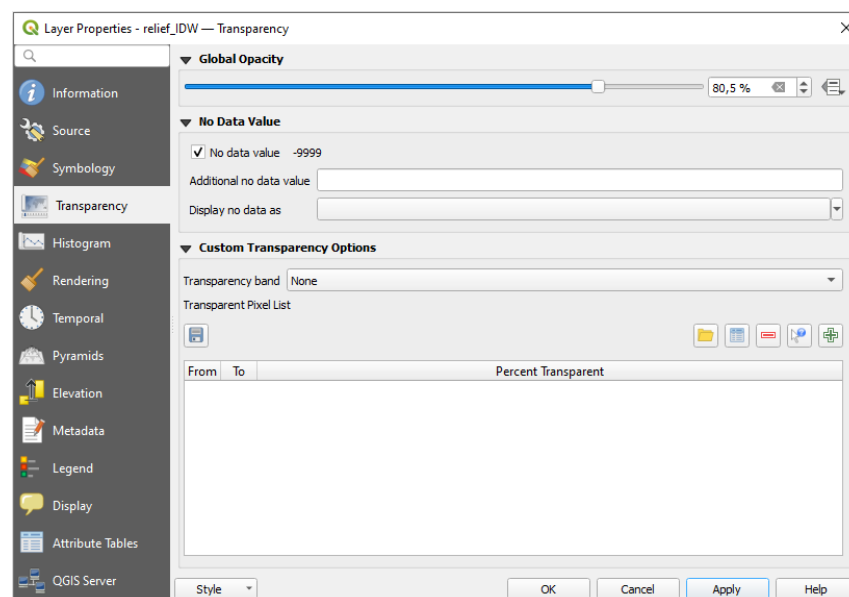 Layer Properties - relief_IDW — Transparency
Information
Source
Symbology
Transparency
Histogram
Rendering
Temporal
Pyramids
Elevation
Metadata
Legend
Display
Attribute Tables
QGIS Server
Global Opacity
80,5 %
No Data Value
No data value -9999
Additional no data value
Display no data as
Custom Transparency Options
Transparency band None
Transparent Pixel List
From To Percent Transparent
Style OK Cancel Apply Help